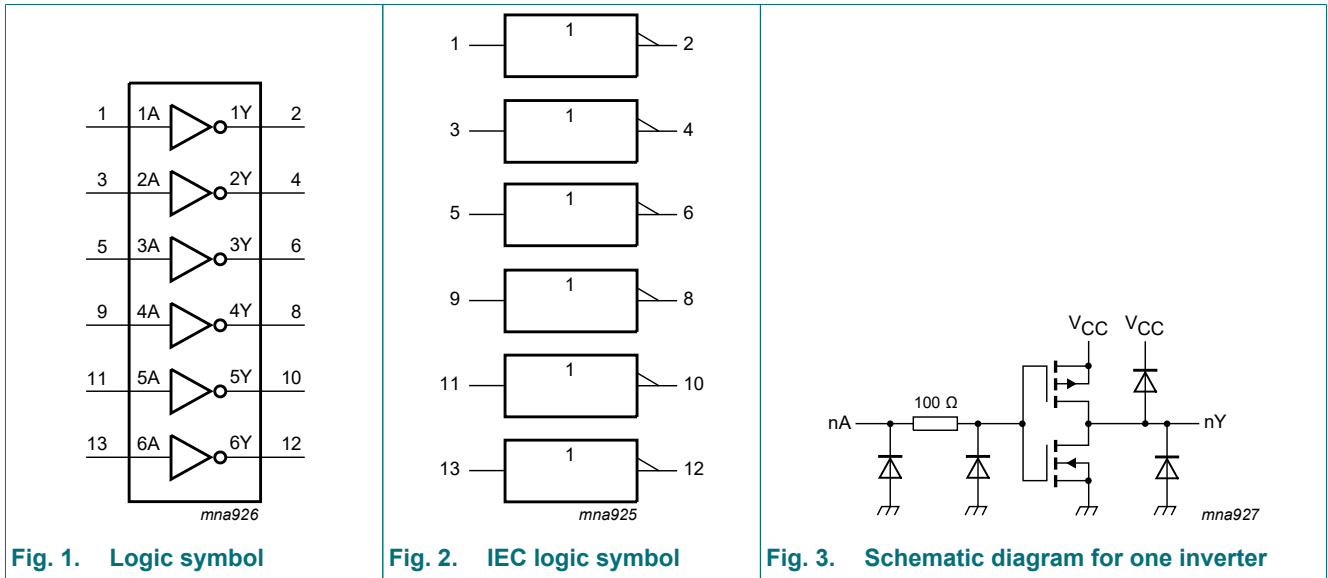 1 1A 1Y 2
3 2A 2Y 4
5 3A 3Y 6
9 4A 4Y 8
11 5A 5Y 10
13 6A 6Y 12
mna926
Fig. 1. Logic symbol
1 1 2
3 1 4
5 1 6
9 1 8
11 1 10
13 1 12
mna925
Fig. 2. IEC logic symbol
VCC VCC
100 Ω
nA nY
mna927
Fig. 3. Schematic diagram for one inverter